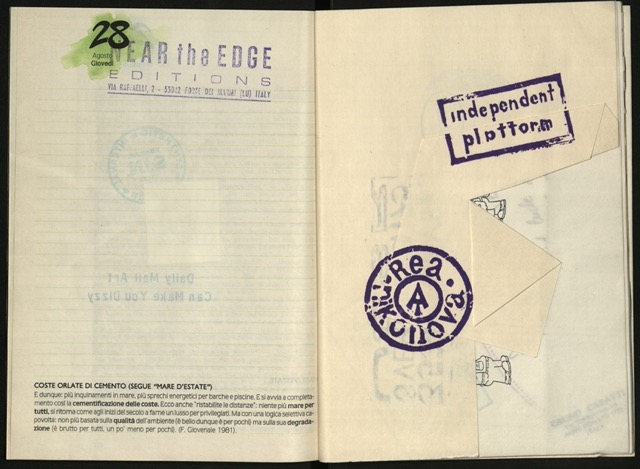 28
Agosto
Giovedì
NEAR the EDGE
EDITIONS
VIA RAFFAELLI, 2 - 55042 FORTE DEI MARMI (LU) ITALY
Daily Mail Art
Can Make You Dizzy
COSTE ORLATE DI CEMENTO (SEGUE "MARE D'ESTATE")
E dunque: più inquinamenti in mare, più sprechi energetici per barche e piscine. E si avvia a completa-
mento così la cementificazione delle coste. Ecco anche "ristabilite le distanze": niente più mare per
tutti, si ritorna come agli inizi del secolo a farne un lusso per privilegiati. Ma con una logica selettiva ca-
povolta: non più basata sulla qualità dell'ambiente (è bello dunque è per pochi) ma sulla sua degrada-
zione (è brutto per tutti, un po' meno per pochi). (F. Gioveriale 1981).
independent
platform
Rea
Nikonova